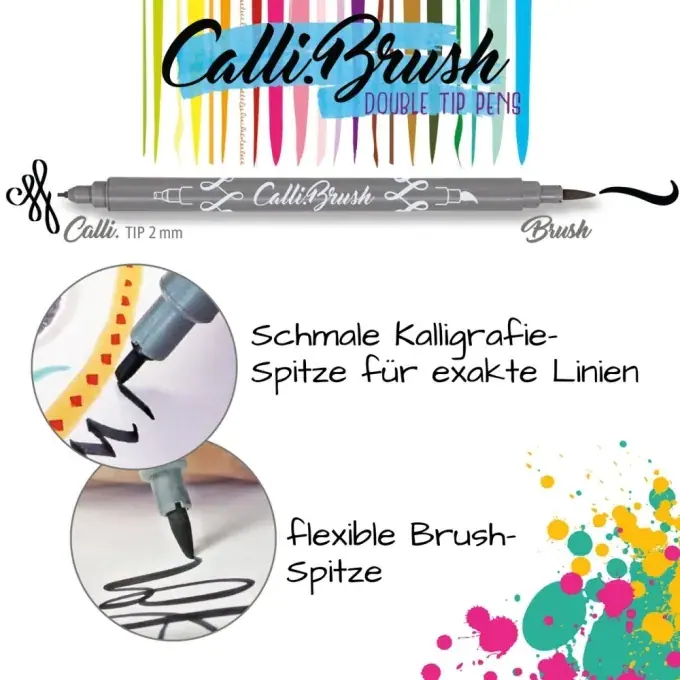 Calli.Brush
DOUBLE TIP PENS
Calli.Brush
Calli. TIP 2 mm
Brush
Schmale Kalligrafie-
Spitze für exakte Linien
flexible Brush-
Spitze